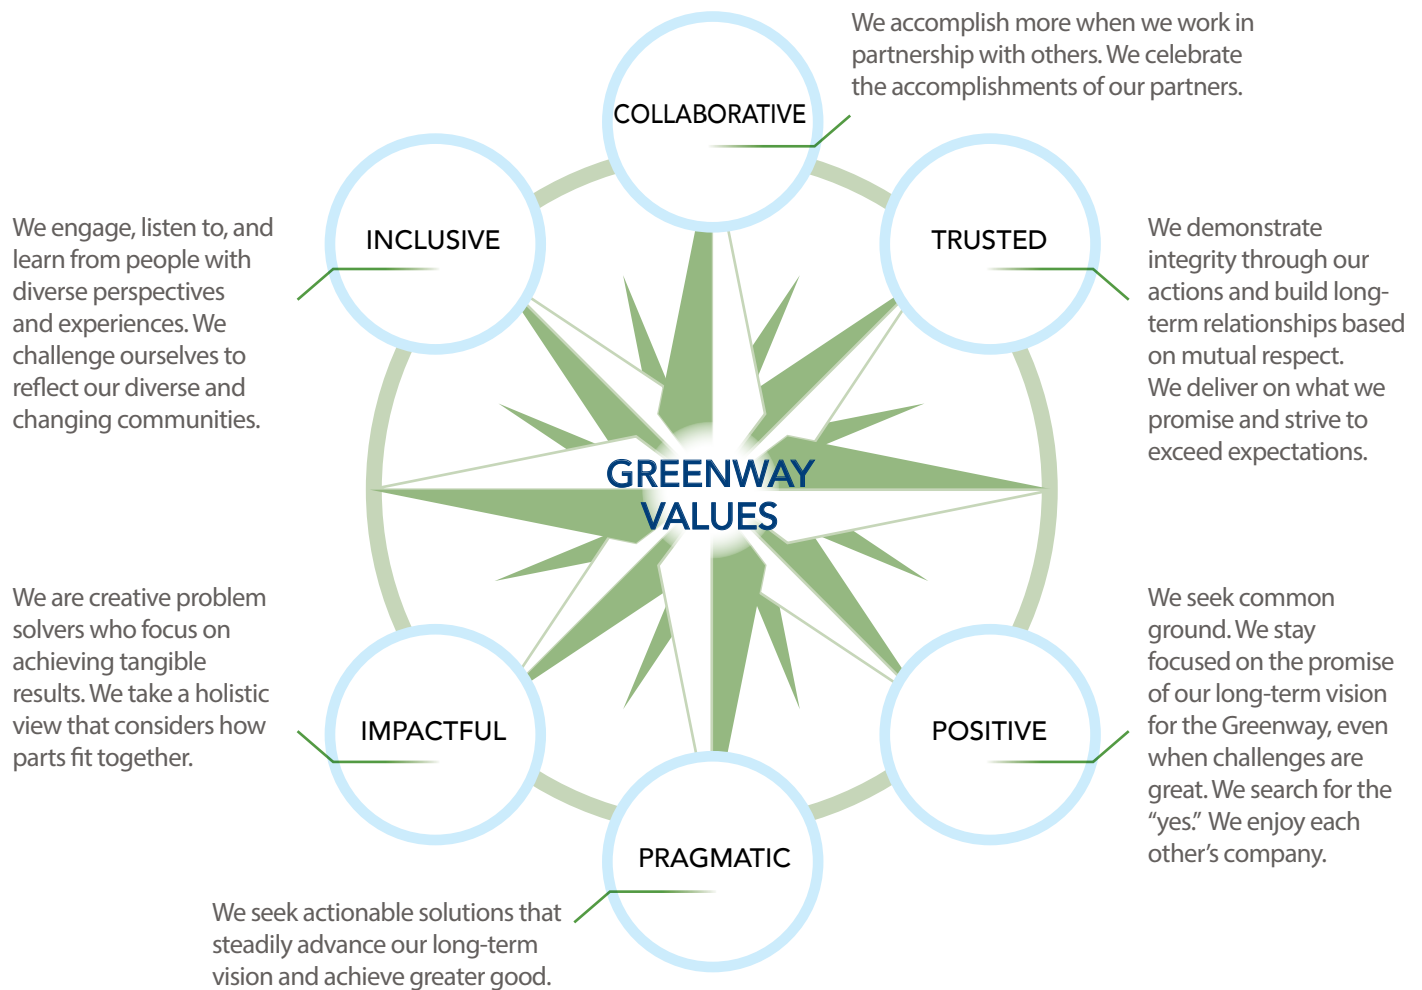 COLLABORATIVE
We accomplish more when we work in
partnership with others. We celebrate
the accomplishments of our partners.
TRUSTED
We demonstrate
integrity through our
actions and build long-
term relationships based
on mutual respect.
We deliver on what we
promise and strive to
exceed expectations.
POSITIVE
We seek common
ground. We stay
focused on the promise
of our long-term vision
for the Greenway, even
when challenges are
great. We search for the
“yes.” We enjoy each
other’s company.
PRAGMATIC
We seek actionable solutions that
steadily advance our long-term
vision and achieve greater good.
IMPACTFUL
We are creative problem
solvers who focus on
achieving tangible
results. We take a holistic
view that considers how
parts fit together.
INCLUSIVE
We engage, listen to, and
learn from people with
diverse perspectives
and experiences. We
challenge ourselves to
reflect our diverse and
changing communities.
GREENWAY
VALUES